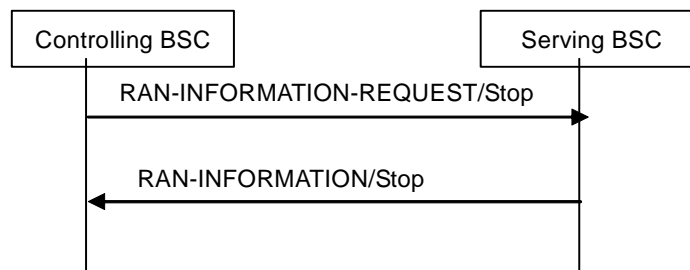 Controlling BSC
Serving BSC
RAN-INFORMATION-REQUEST/Stop
RAN-INFORMATION/Stop